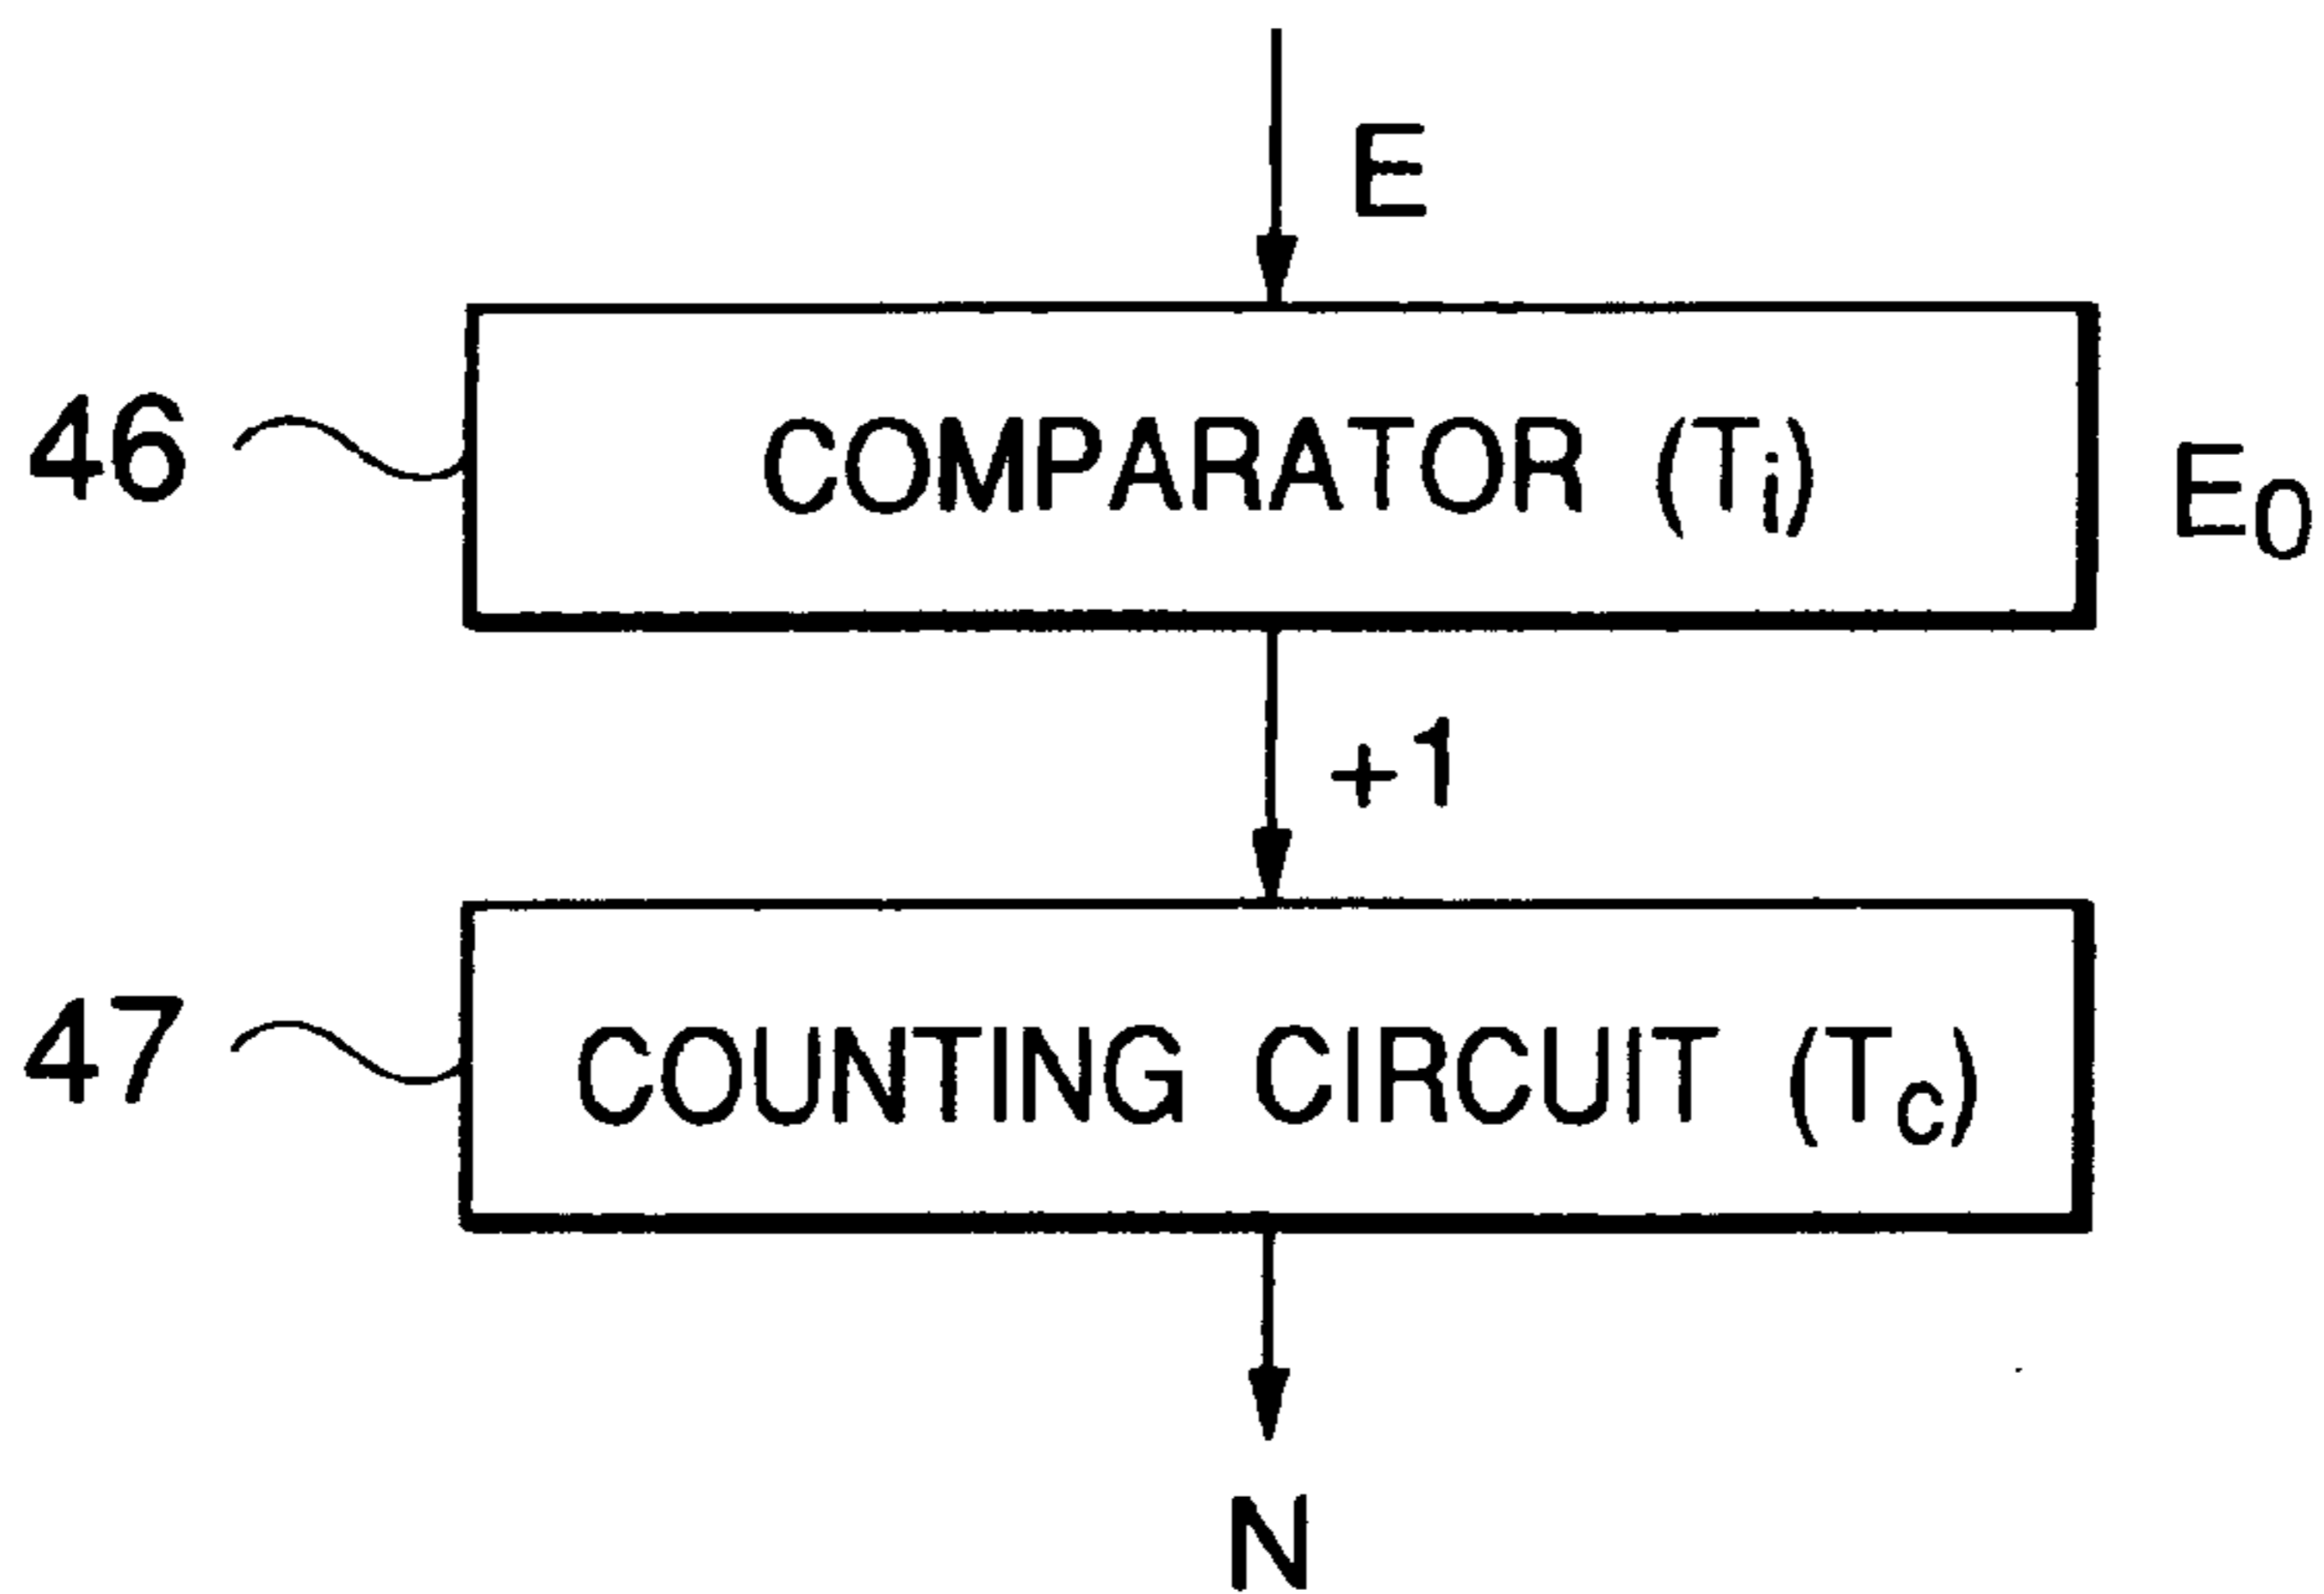 E
46
COMPARATOR (Ti)
E0
+1
47
COUNTING CIRCUIT (Tc)
N